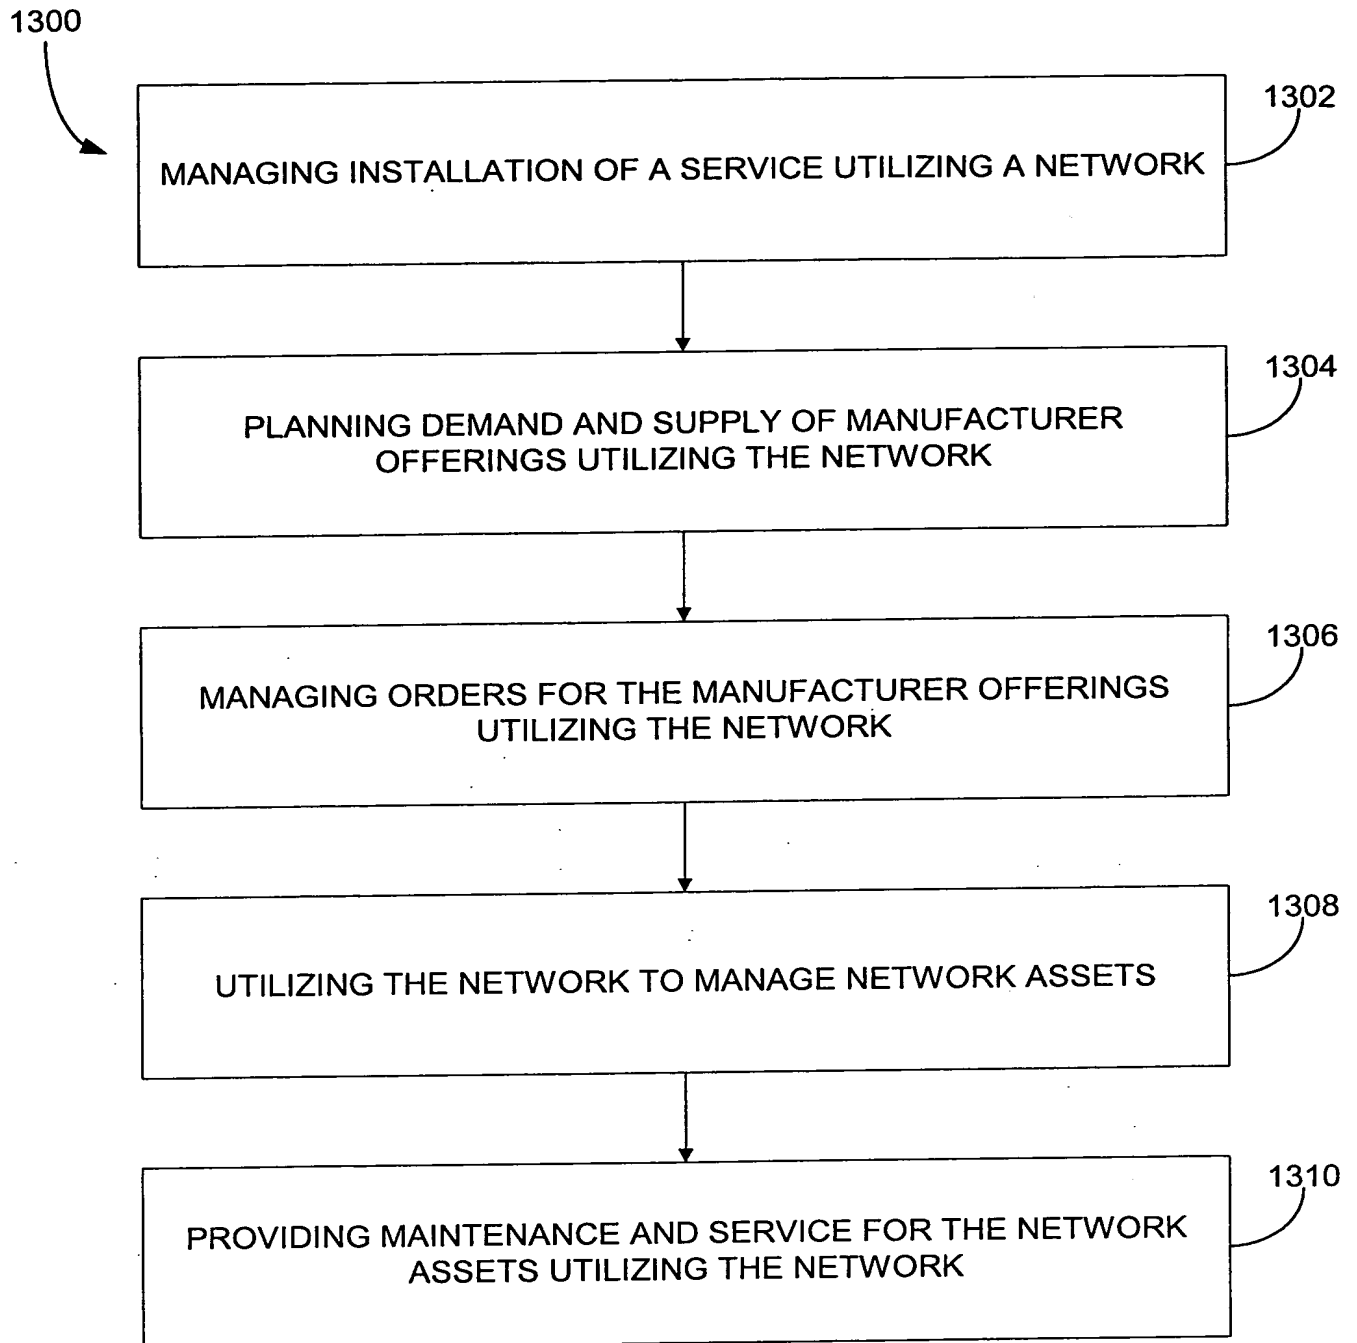 1300
1302
MANAGING INSTALLATION OF A SERVICE UTILIZING A NETWORK
1304
PLANNING DEMAND AND SUPPLY OF MANUFACTURER
OFFERINGS UTILIZING THE NETWORK
1306
MANAGING ORDERS FOR THE MANUFACTURER OFFERINGS
UTILIZING THE NETWORK
1308
UTILIZING THE NETWORK TO MANAGE NETWORK ASSETS
1310
PROVIDING MAINTENANCE AND SERVICE FOR THE NETWORK
ASSETS UTILIZING THE NETWORK